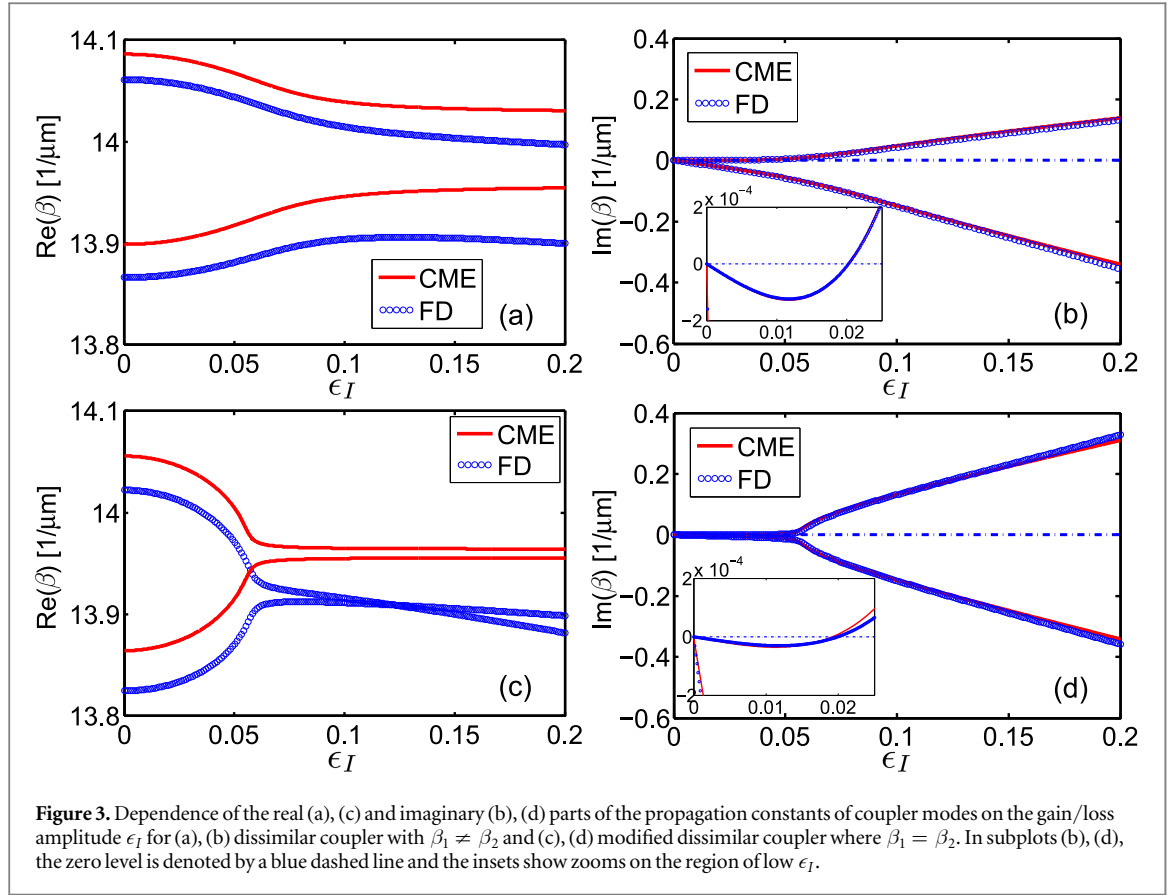 14.1
14
13.9
13.8
Re(β) [1/μm]
CME
FD
(a)
0 0.05 0.1 0.15 0.2
ϵ_I
0.4
0.2
0
−0.2
−0.4
−0.6
Im(β) [1/μm]
CME
FD
2 x 10⁻⁴
0
−2
0 0.01 0.02
(b)
0 0.05 0.1 0.15 0.2
ϵ_I
14.1
14
13.9
13.8
Re(β) [1/μm]
CME
FD
(c)
0 0.05 0.1 0.15 0.2
ϵ_I
0.4
0.2
0
−0.2
−0.4
−0.6
Im(β) [1/μm]
CME
FD
2 x 10⁻⁴
0
−2
0 0.01 0.02
(d)
0 0.05 0.1 0.15 0.2
ϵ_I
Figure 3. Dependence of the real (a), (c) and imaginary (b), (d) parts of the propagation constants of coupler modes on the gain/loss
amplitude ϵ_I for (a), (b) dissimilar coupler with β₁ ≠ β₂ and (c), (d) modified dissimilar coupler where β₁ = β₂. In subplots (b), (d),
the zero level is denoted by a blue dashed line and the insets show zooms on the region of low ϵ_I.